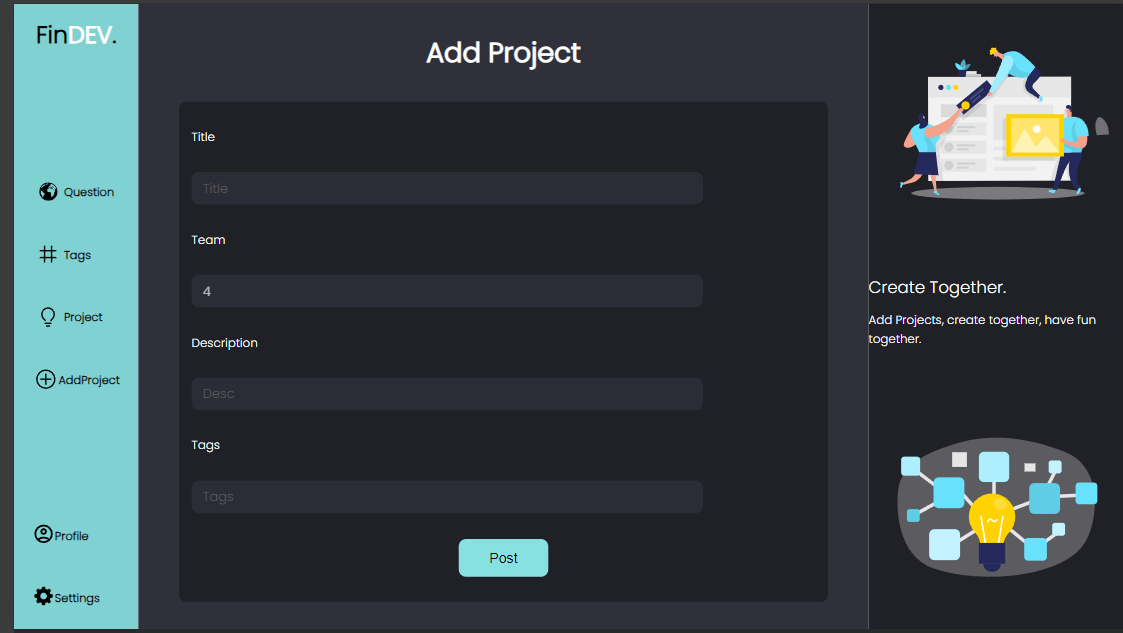 FinDEV.
Question
Tags
Project
AddProject
Profile
Settings
Add Project
Title
Title
Team
4
Description
Desc
Tags
Tags
Post
Create Together.
Add Projects, create together, have fun
together.